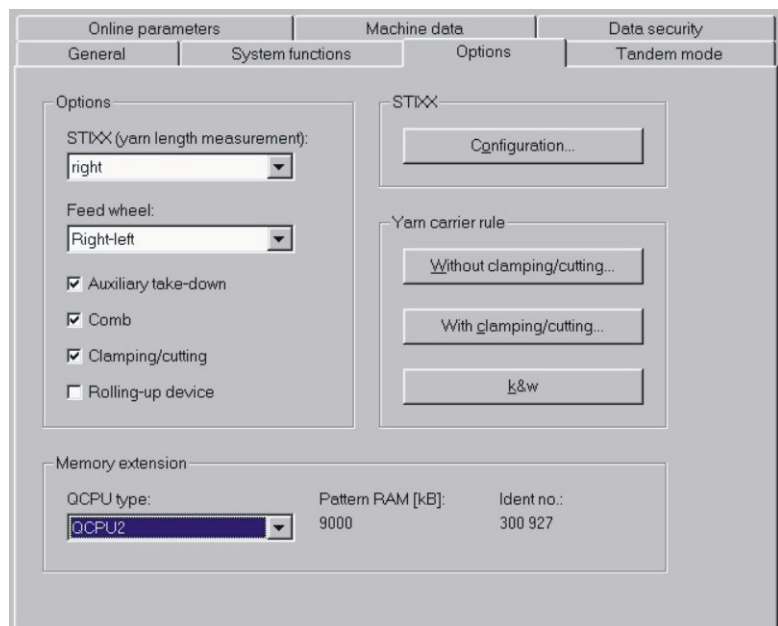 Online parameters Machine data Data security
General System functions Options Tandem mode
Options
STIXX (yarn length measurement):
right
Feed wheel:
Right-left
Auxiliary take-down
Comb
Clamping/cutting
Rolling-up device
STIXX
Configuration...
Yarn carrier rule
Without clamping/cutting...
With clamping/cutting...
k&w
Memory extension
QCPU type: Pattern RAM [kB]: Ident no.:
QCPU2 9000 300 927